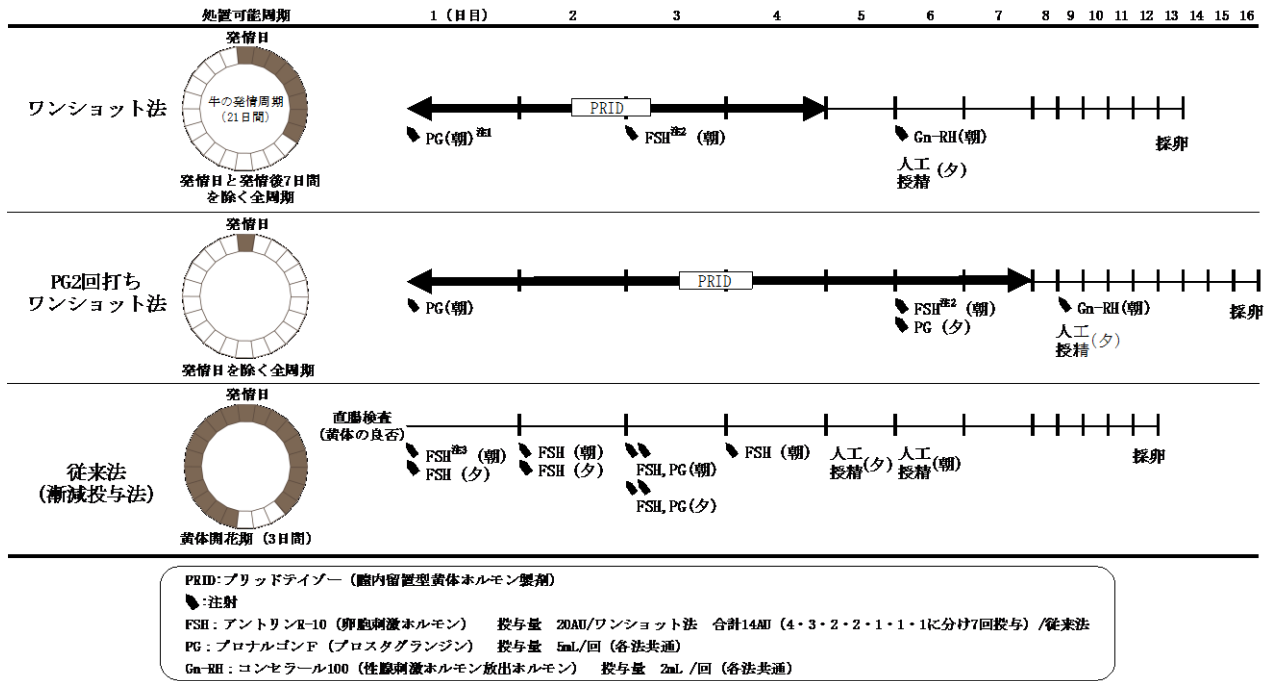 処置可能周期 1（日目） 2 3 4 5 6 7 8 9 10 11 12 13 14 15 16
発情日
ワンショット法
牛の発情周期
（21日間）
PRID
PG(朝)注1
FSH注2 (朝)
Gn-RH(朝)
人工
授精(夕)
採卵
発情日と発情後7日間
を除く全周期
発情日
PG2回打ち
ワンショット法
PRID
PG(朝)
FSH注2 (朝)
PG (夕)
Gn-RH(朝)
人工
授精(夕)
採卵
発情日を除く全周期
発情日
従来法
(漸減投与法)
直腸検査
(黄体の良否)
FSH注3 (朝)
FSH (夕)
FSH (朝)
FSH (夕)
FSH,PG(朝)
FSH,PG(夕)
FSH (朝)
人工
授精(夕)
人工
授精(朝)
採卵
黄体開花期 (3日間)
PRID:プリッドテイゾー (膣内留置型黄体ホルモン製剤)
:注射
FSH：アントリンR-10 (卵胞刺激ホルモン) 投与量 20AU/ワンショット法 合計14AU (4・3・2・2・1・1・1に分け7回投与) /従来法
PG：プロナルゴンF (プロスタグランジン) 投与量 5mL/回 (各法共通)
Gn-RH：コンセラール100 (性腺刺激ホルモン放出ホルモン) 投与量 2mL /回 (各法共通)